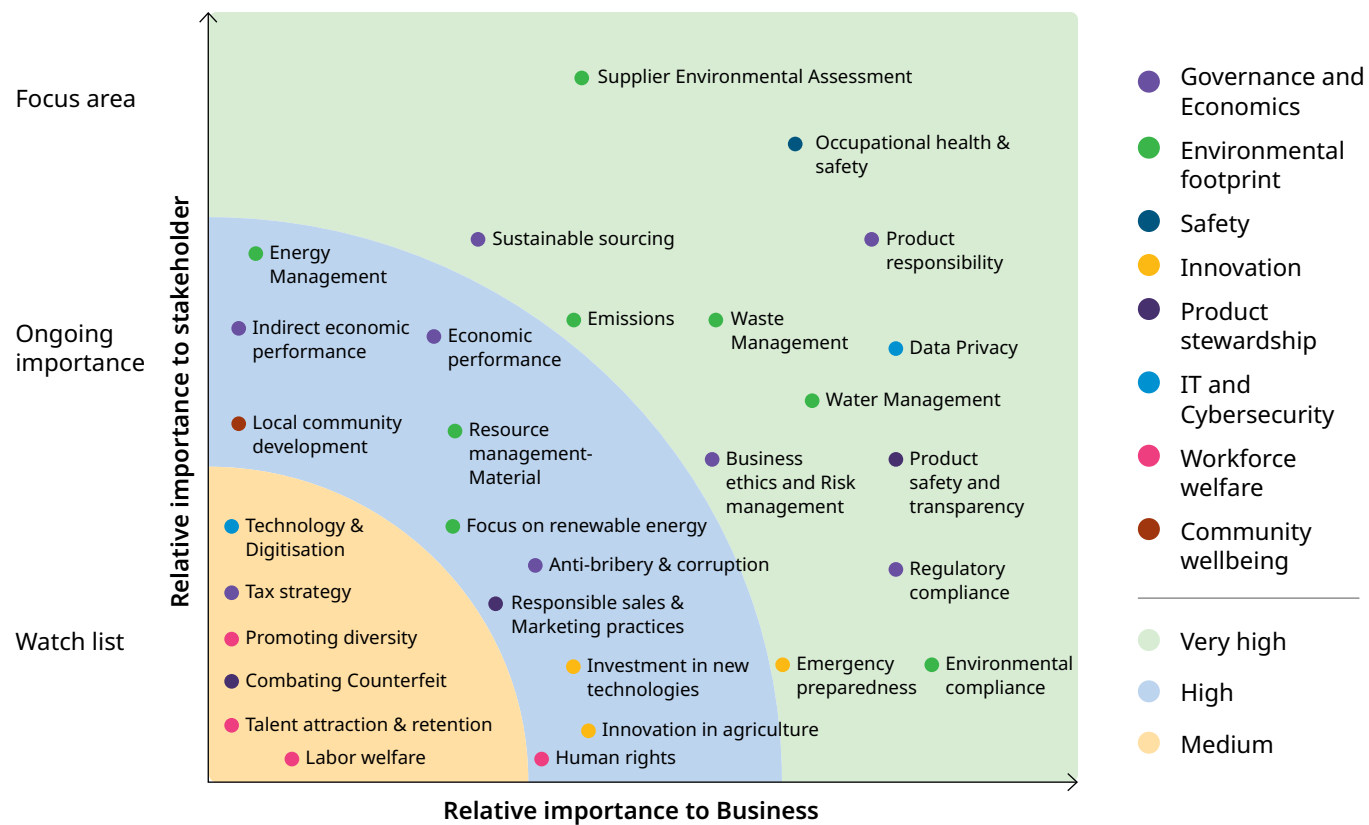 Focus area
Ongoing
importance
Watch list
Relative importance to stakeholder
Supplier Environmental Assessment
Occupational health &
safety
Sustainable sourcing
Product
responsibility
Energy
Management
Indirect economic
performance
Economic
performance
Emissions
Waste
Management
Data Privacy
Water Management
Local community
development
Resource
management-
Material
Business
ethics and Risk
management
Product
safety and
transparency
Technology &
Digitisation
Focus on renewable energy
Anti-bribery & corruption
Regulatory
compliance
Tax strategy
Responsible sales &
Marketing practices
Promoting diversity
Investment in new
technologies
Emergency
preparedness
Environmental
compliance
Combating Counterfeit
Talent attraction & retention
Innovation in agriculture
Labor welfare
Human rights
Relative importance to Business
Governance and
Economics
Environmental
footprint
Safety
Innovation
Product
stewardship
IT and
Cybersecurity
Workforce
welfare
Community
wellbeing
Very high
High
Medium